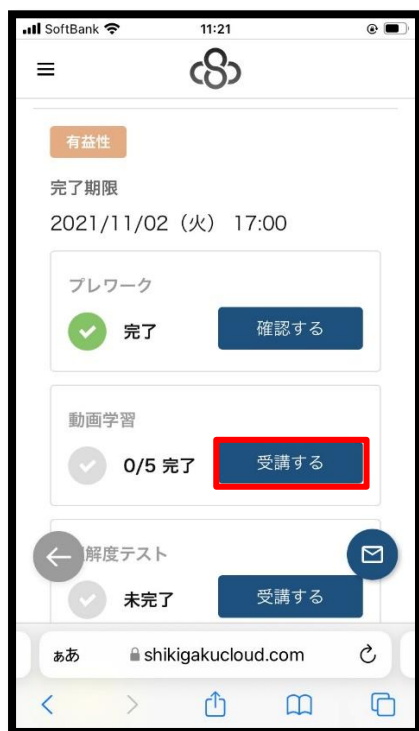 SoftBank 11:21
有益性
完了期限
2021/11/02（火） 17:00
プレワーク
完了 確認する
動画学習
0/5 完了 受講する
解度テスト
未完了 受講する
ぁあ shikigakucloud.com